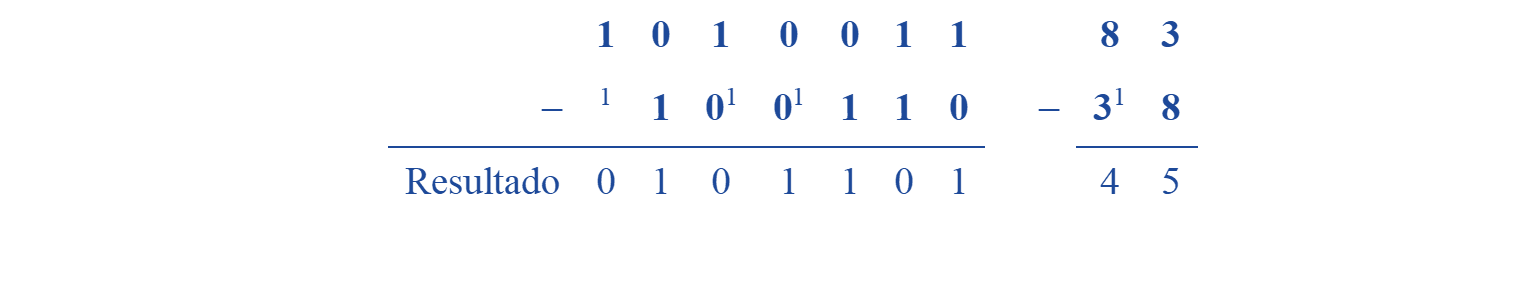 1 0 1 0 0 1 1 8 3
– ¹ 1 0¹ 0¹ 1 1 0 – 3¹ 8
Resultado 0 1 0 1 1 0 1 4 5